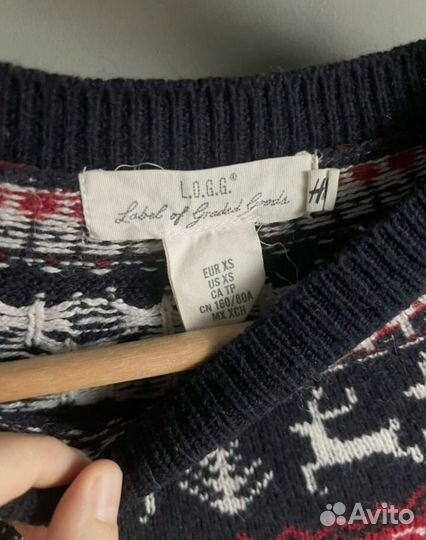 L.O.G.G.®
Label of Graded Goods
H
EUR XS
US XS
CA TP
CN 160/80A
MX XCH
Avito